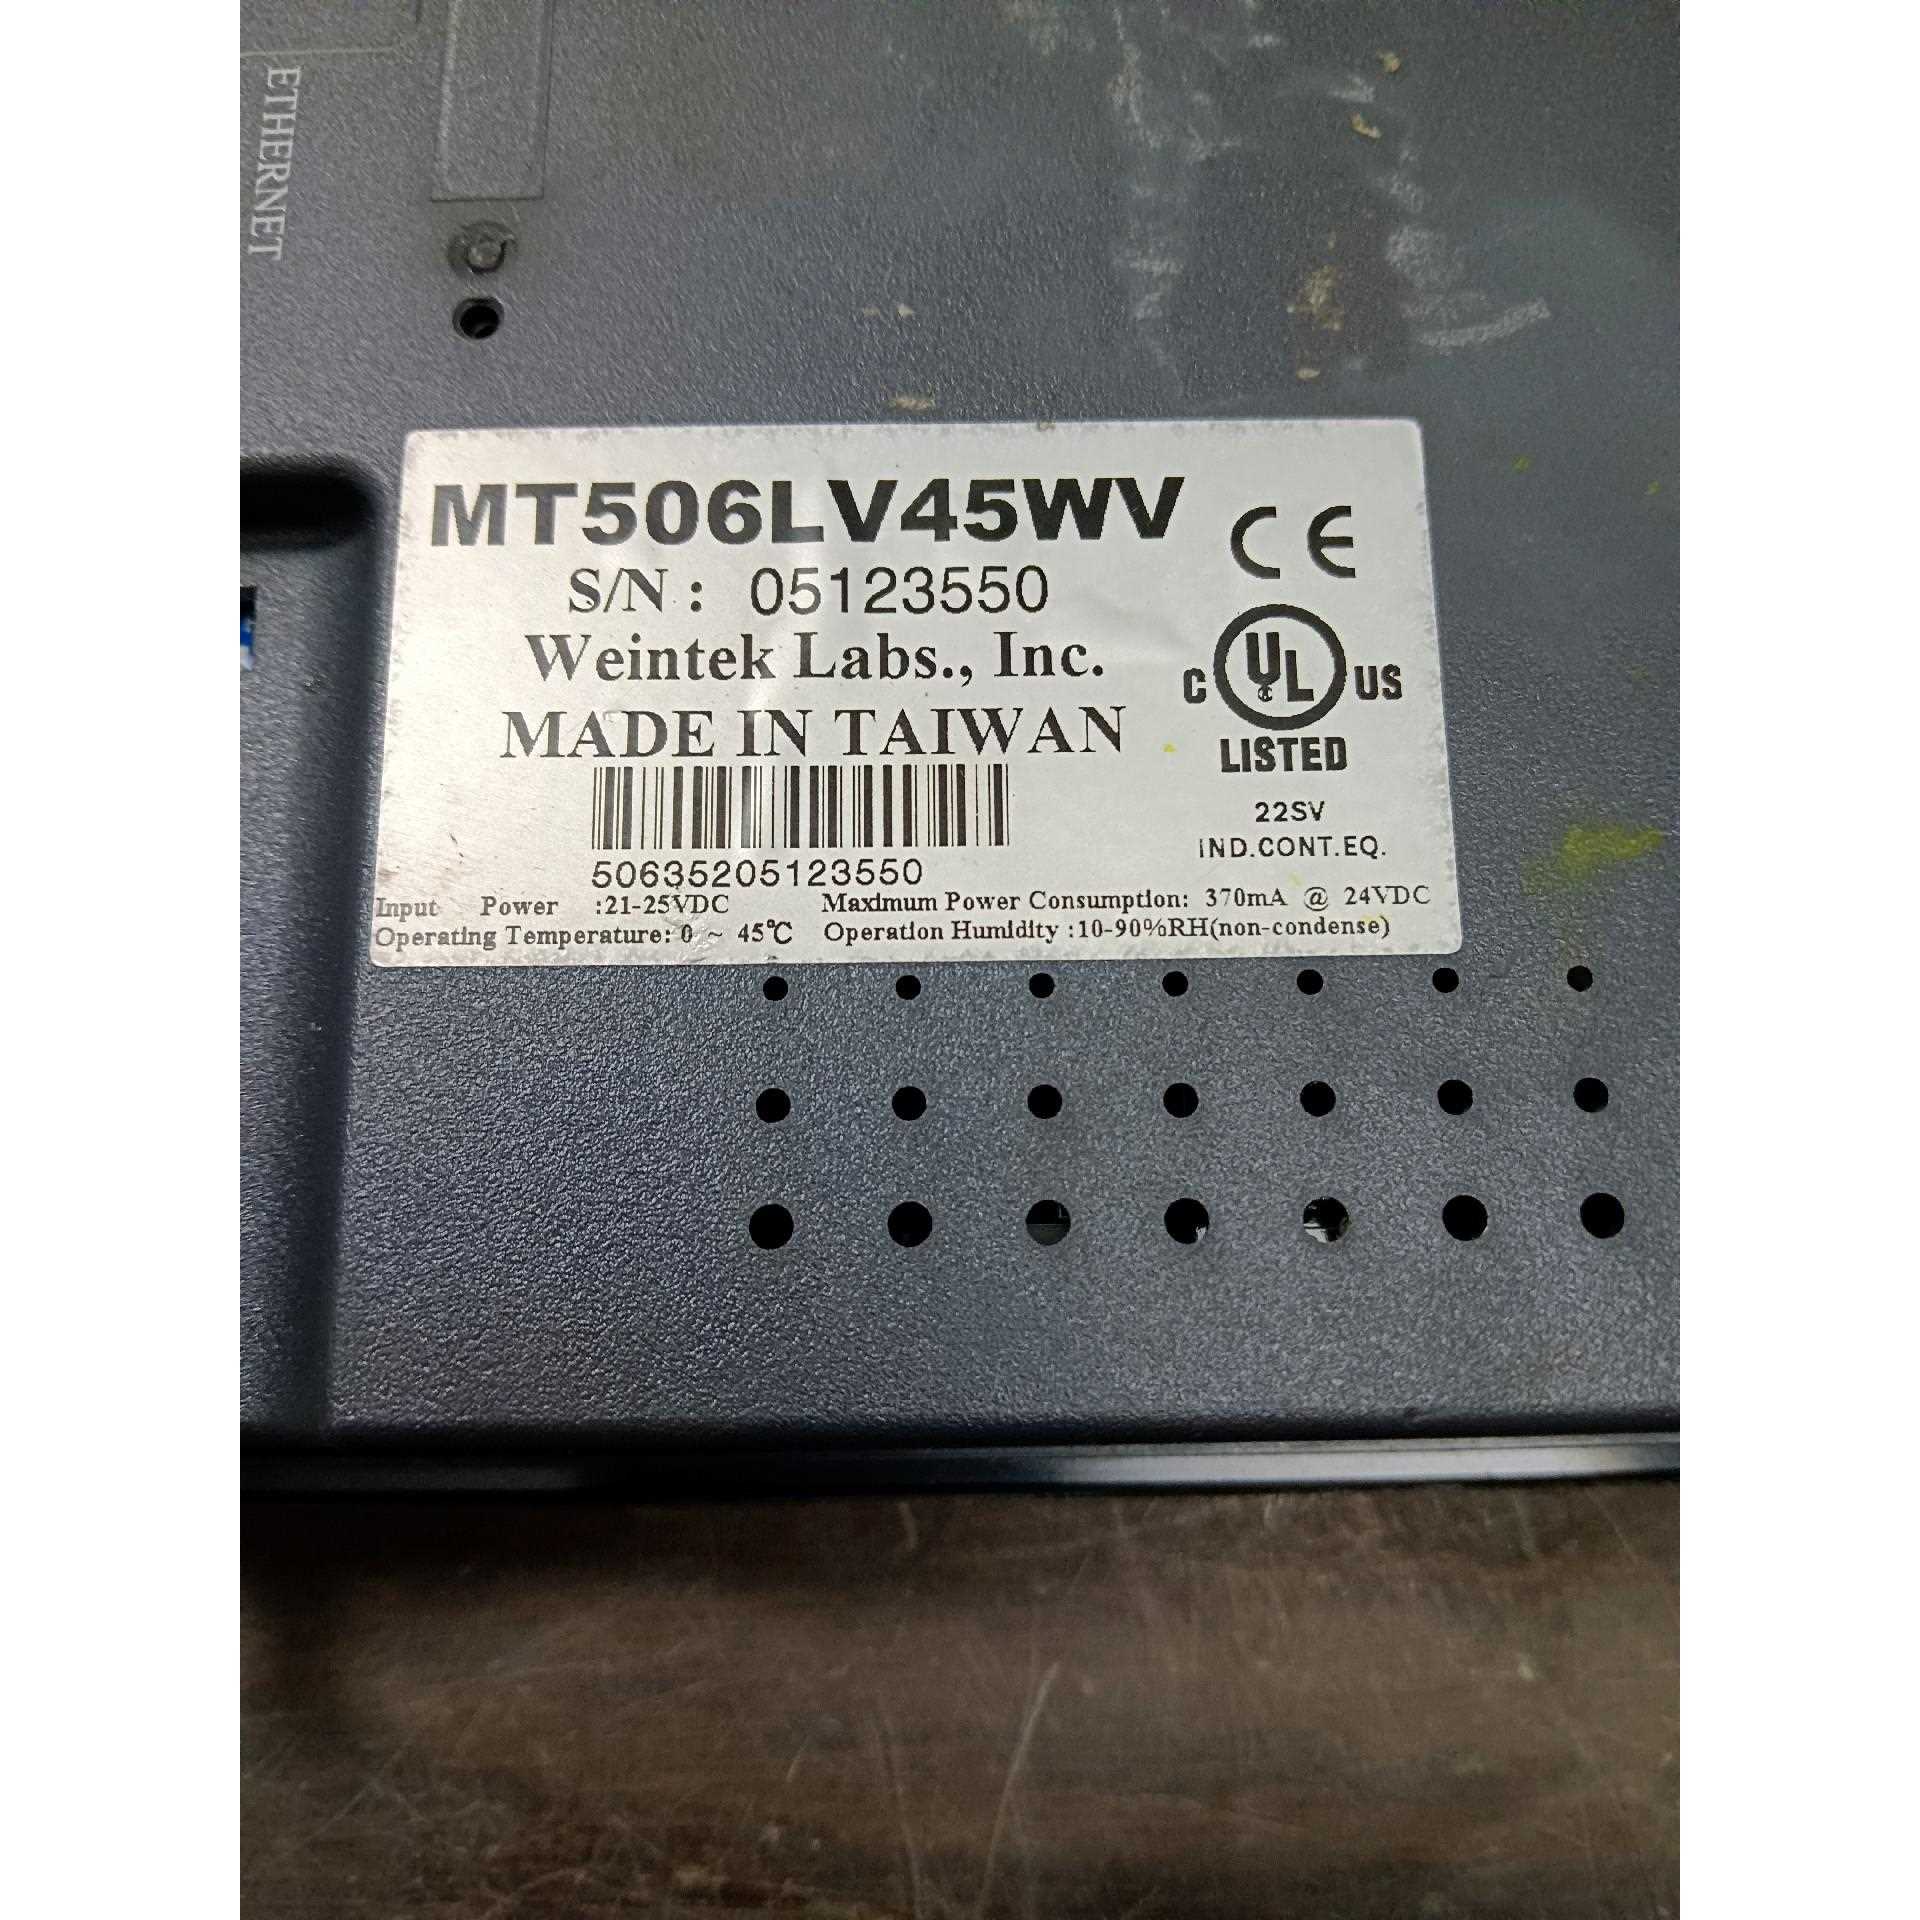 ETHERNET
MT506LV45WV
CE
S/N : 05123550
Weintek Labs., Inc.
C UL US
MADE IN TAIWAN
LISTED
22SV
IND.CONT.EQ.
50635205123550
Input Power :21-25VDC Maximum Power Consumption: 370mA @ 24VDC
Operating Temperature: 0 ~ 45℃ Operation Humidity :10-90%RH(non-condense)